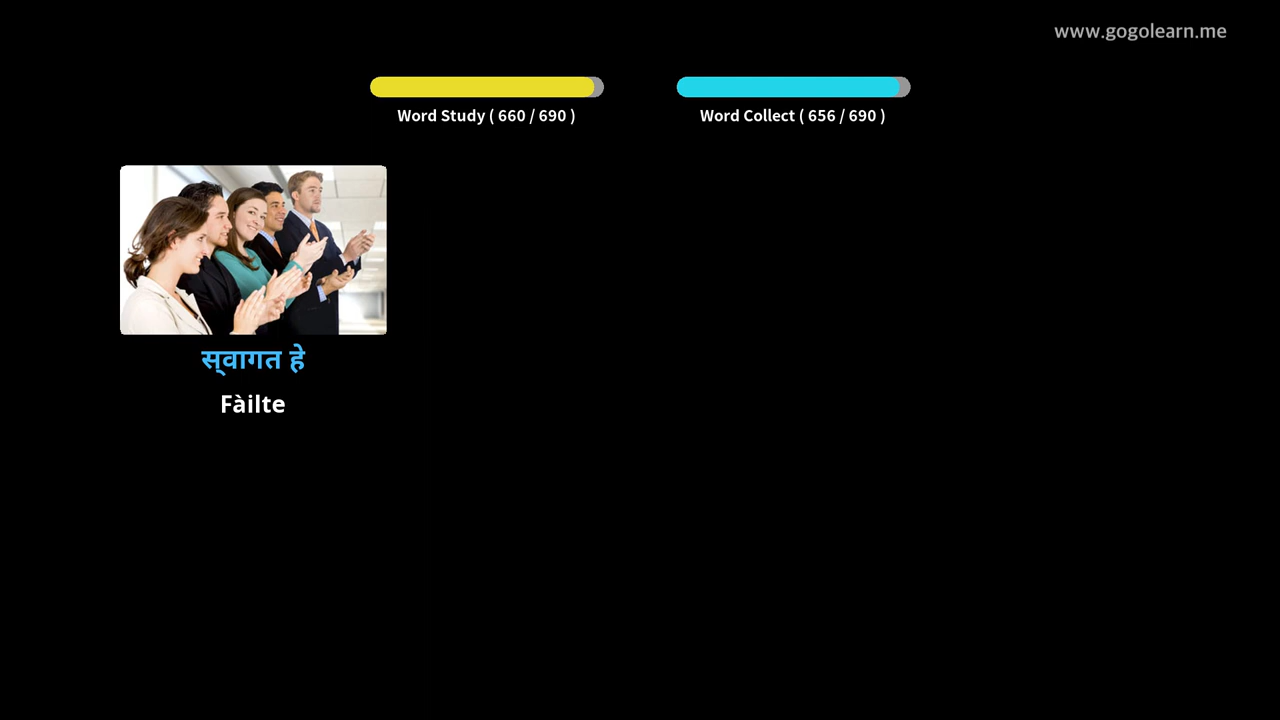 www.gogolearn.me
Word Study ( 660 / 690 )
Word Collect ( 656 / 690 )
स्‌वागत हे
Fàilte